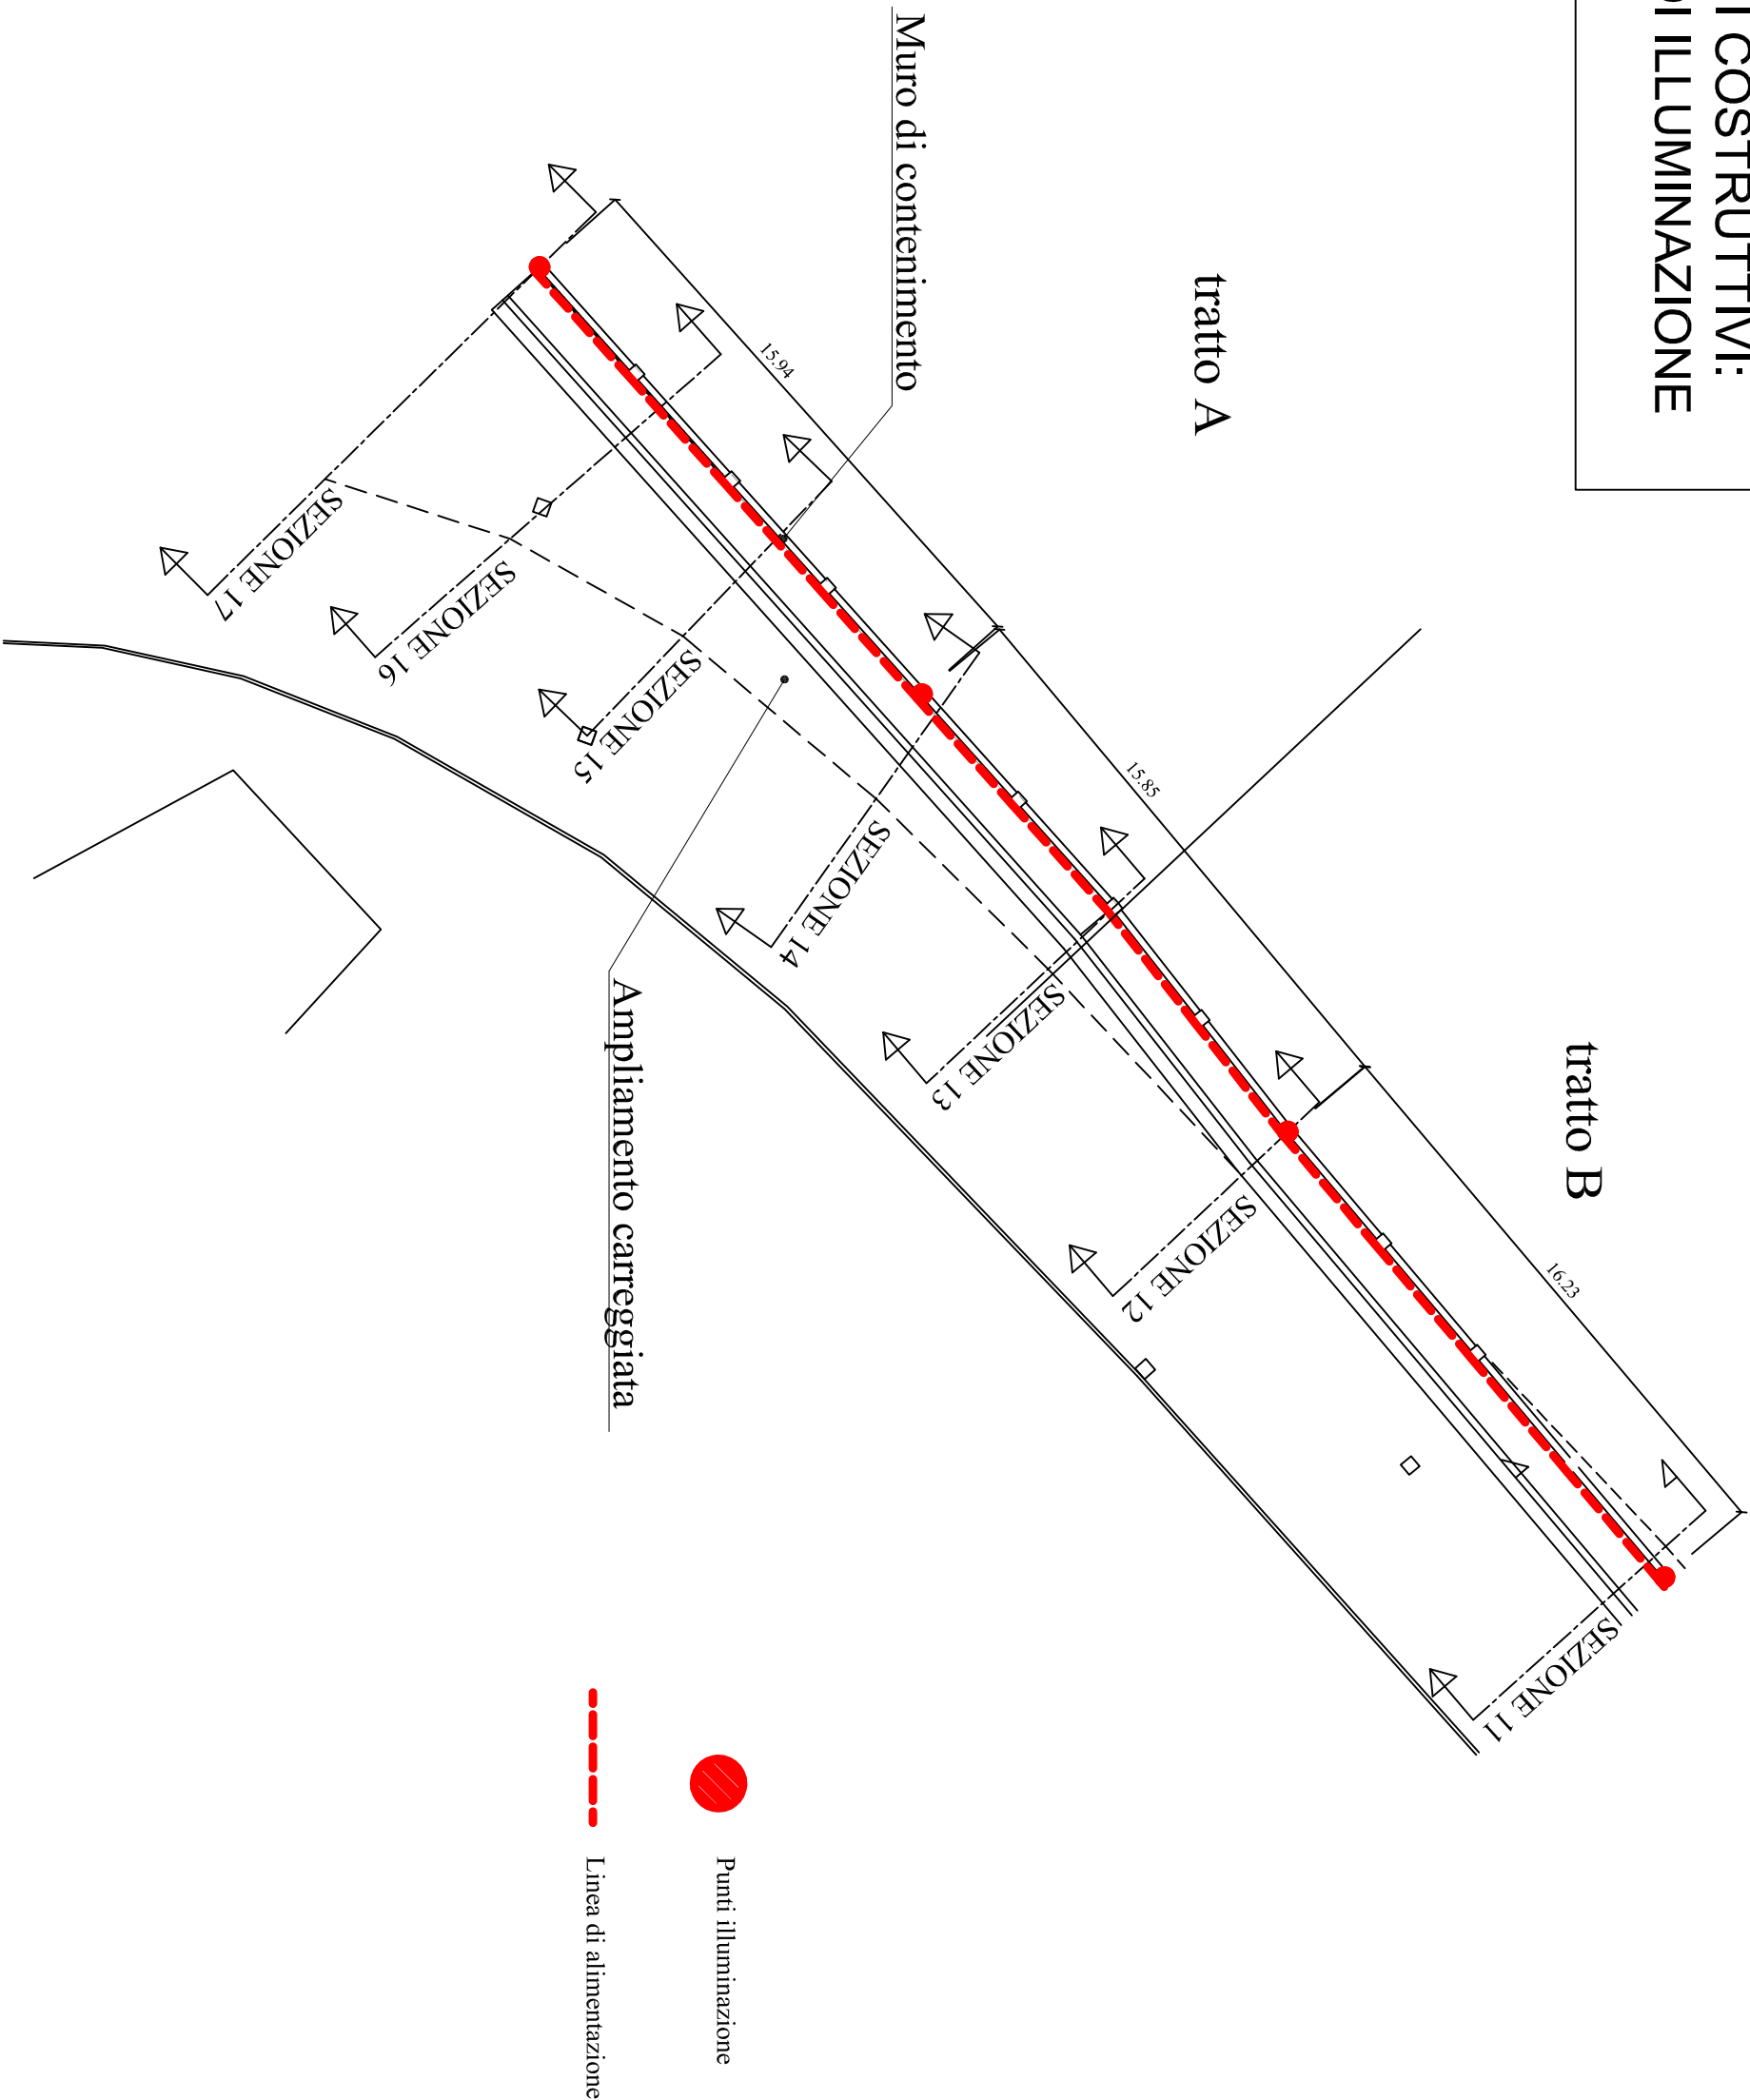 I COSTRUTTIVI:
DI ILLUMINAZIONE
tratto B
tratto A
16.23
15.85
15.94
Muro di contenimento
SEZIONE 11
SEZIONE 12
SEZIONE 13
SEZIONE 14
SEZIONE 15
SEZIONE 16
SEZIONE 17
Ampliamento carreggiata
Punti illuminazione
Linea di alimentazione